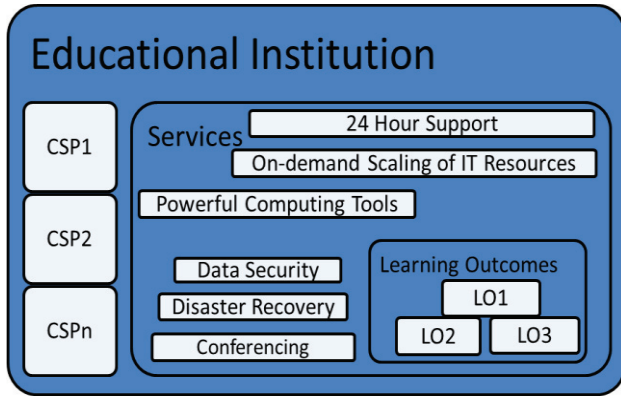 Educational Institution
CSP1
CSP2
CSPn
Services
24 Hour Support
On-demand Scaling of IT Resources
Powerful Computing Tools
Data Security
Disaster Recovery
Conferencing
Learning Outcomes
LO1
LO2
LO3